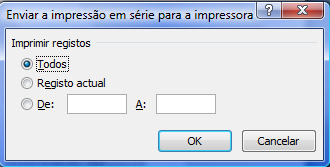 Enviar a impressão em série para a impressora
Imprimir registos
Todos
Registo actual
De: A:
OK Cancelar